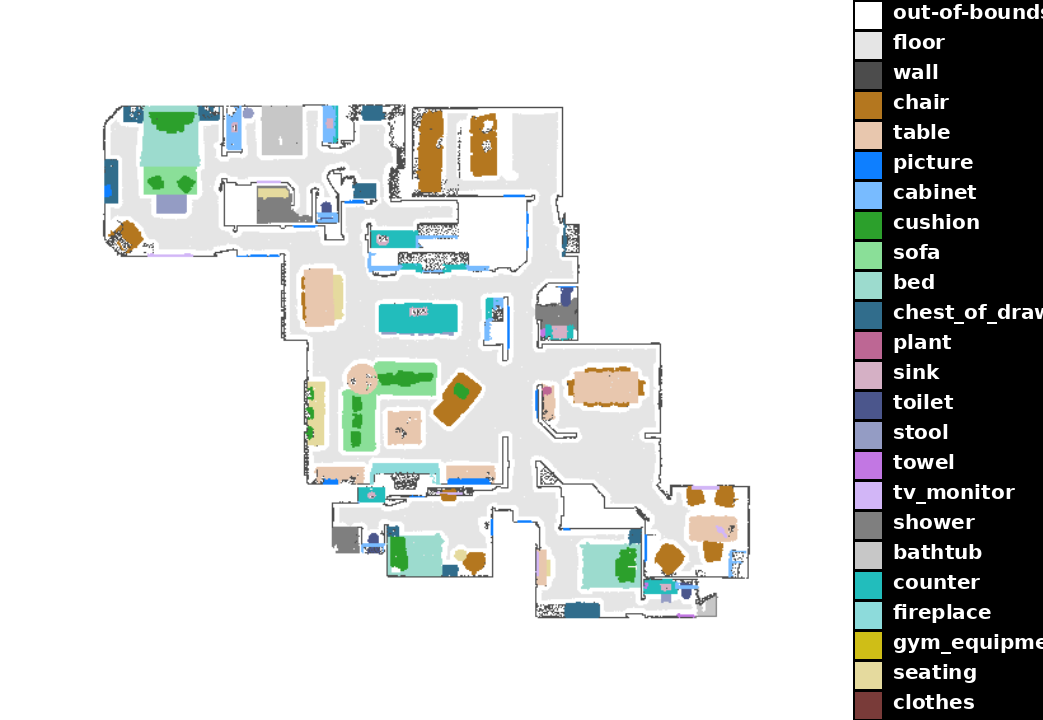 out-of-bounds
floor
wall
chair
table
picture
cabinet
cushion
sofa
bed
chest_of_draw
plant
sink
toilet
stool
towel
tv_monitor
shower
bathtub
counter
fireplace
gym_equipme
seating
clothes